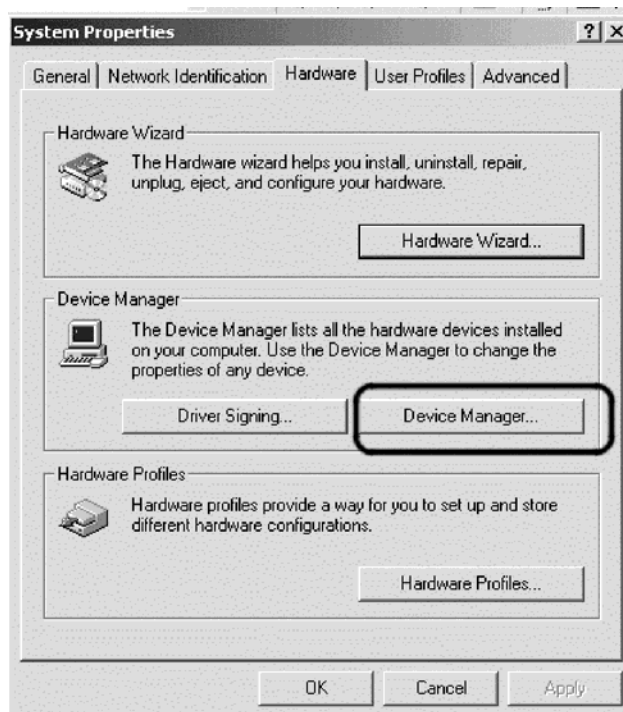 System Properties
General
Network Identification
Hardware
User Profiles
Advanced
Hardware Wizard
The Hardware wizard helps you install, uninstall, repair,
unplug, eject, and configure your hardware.
Hardware Wizard...
Device Manager
The Device Manager lists all the hardware devices installed
on your computer. Use the Device Manager to change the
properties of any device.
Driver Signing...
Device Manager...
Hardware Profiles
Hardware profiles provide a way for you to set up and store
different hardware configurations.
Hardware Profiles...
OK
Cancel
Apply